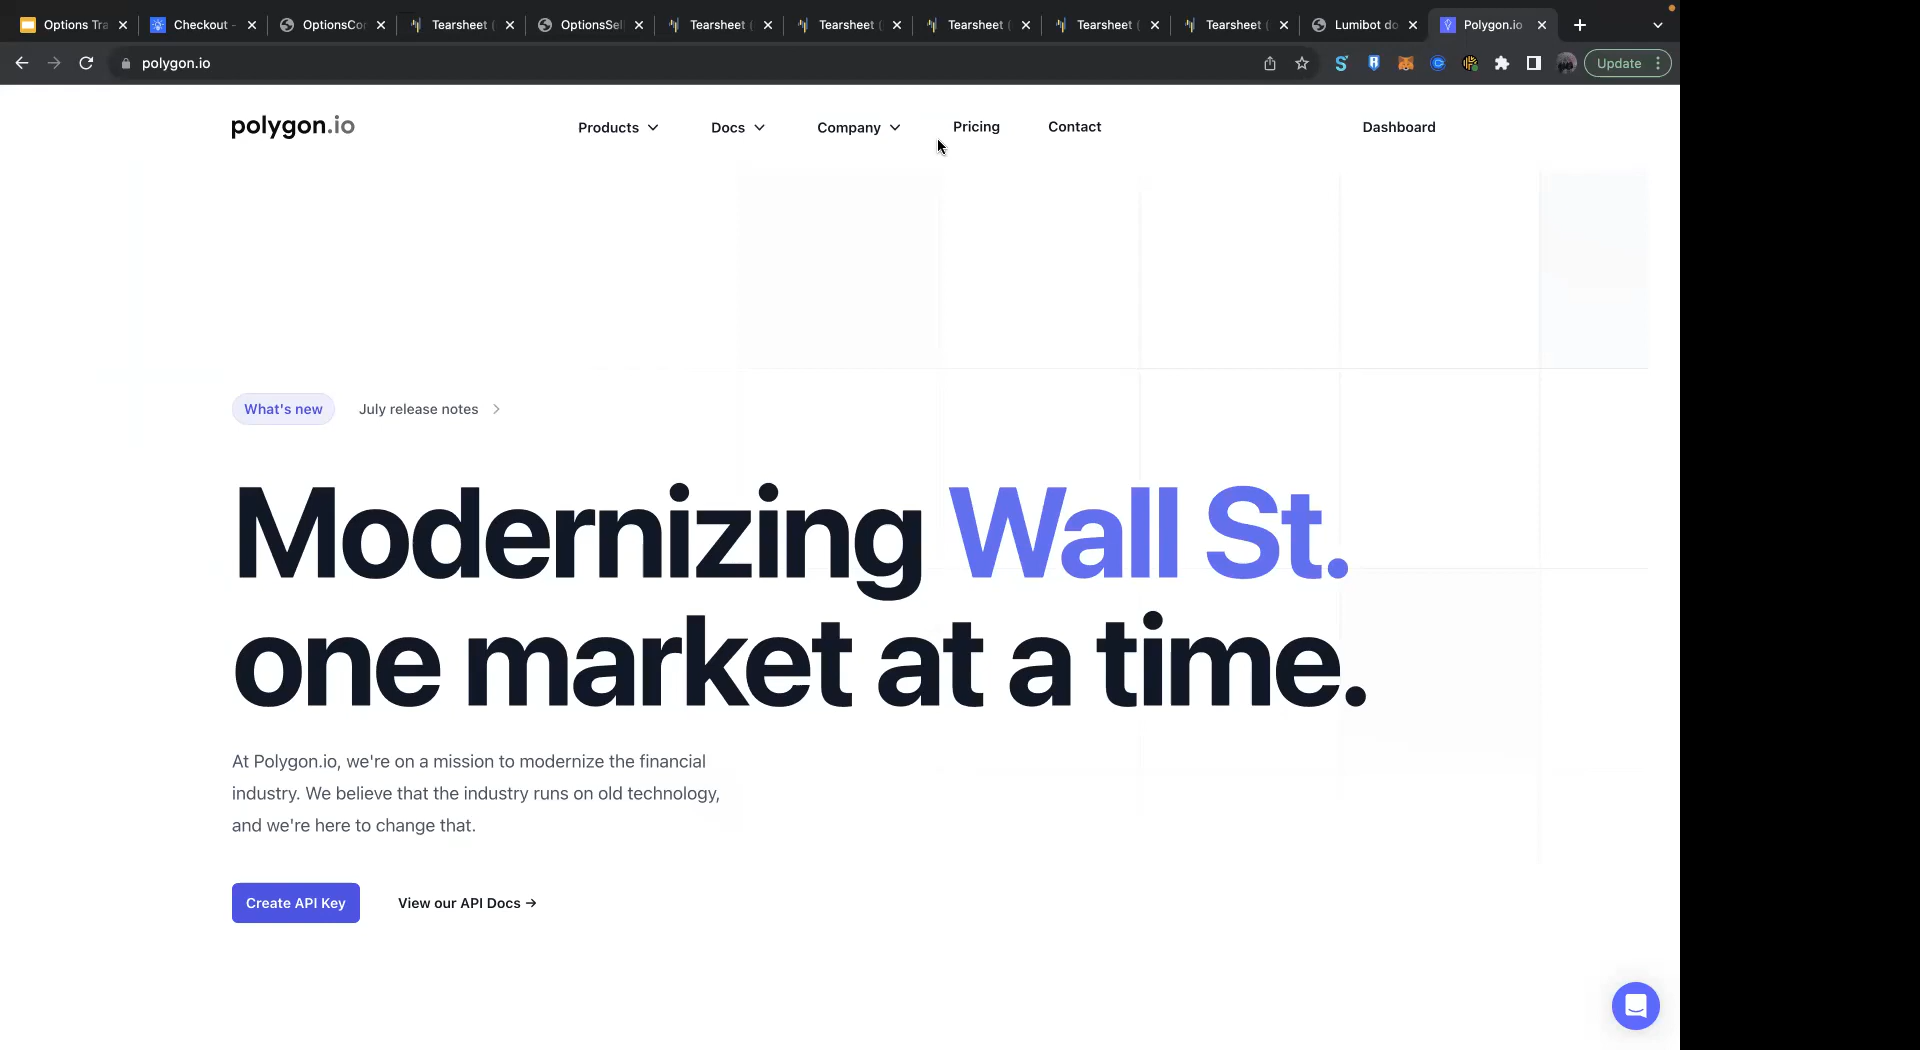 Options Tra
Checkout -
OptionsCor
Tearsheet (
OptionsSel
Tearsheet (
Tearsheet (
Tearsheet (
Tearsheet (
Tearsheet (
Lumibot do
Polygon.io
polygon.io
Update
polygon.io
Products
Docs
Company
Pricing
Contact
Dashboard
What's new
July release notes
Modernizing Wall St.
one market at a time.
At Polygon.io, we're on a mission to modernize the financial
industry. We believe that the industry runs on old technology,
and we're here to change that.
Create API Key
View our API Docs →